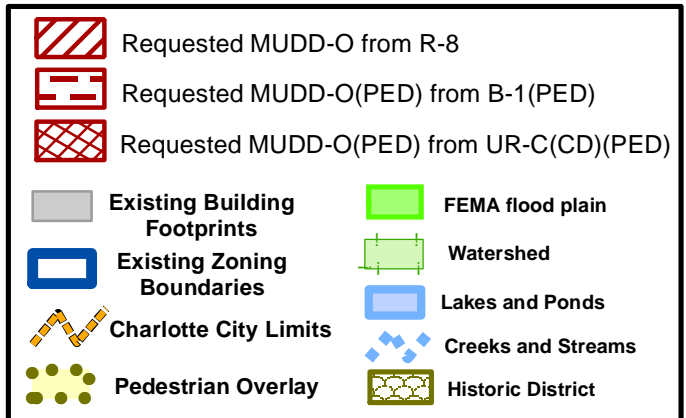 Requested MUDD-O from R-8
Requested MUDD-O(PED) from B-1(PED)
Requested MUDD-O(PED) from UR-C(CD)(PED)
Existing Building
Footprints
Existing Zoning
Boundaries
Charlotte City Limits
Pedestrian Overlay
FEMA flood plain
Watershed
Lakes and Ponds
Creeks and Streams
Historic District